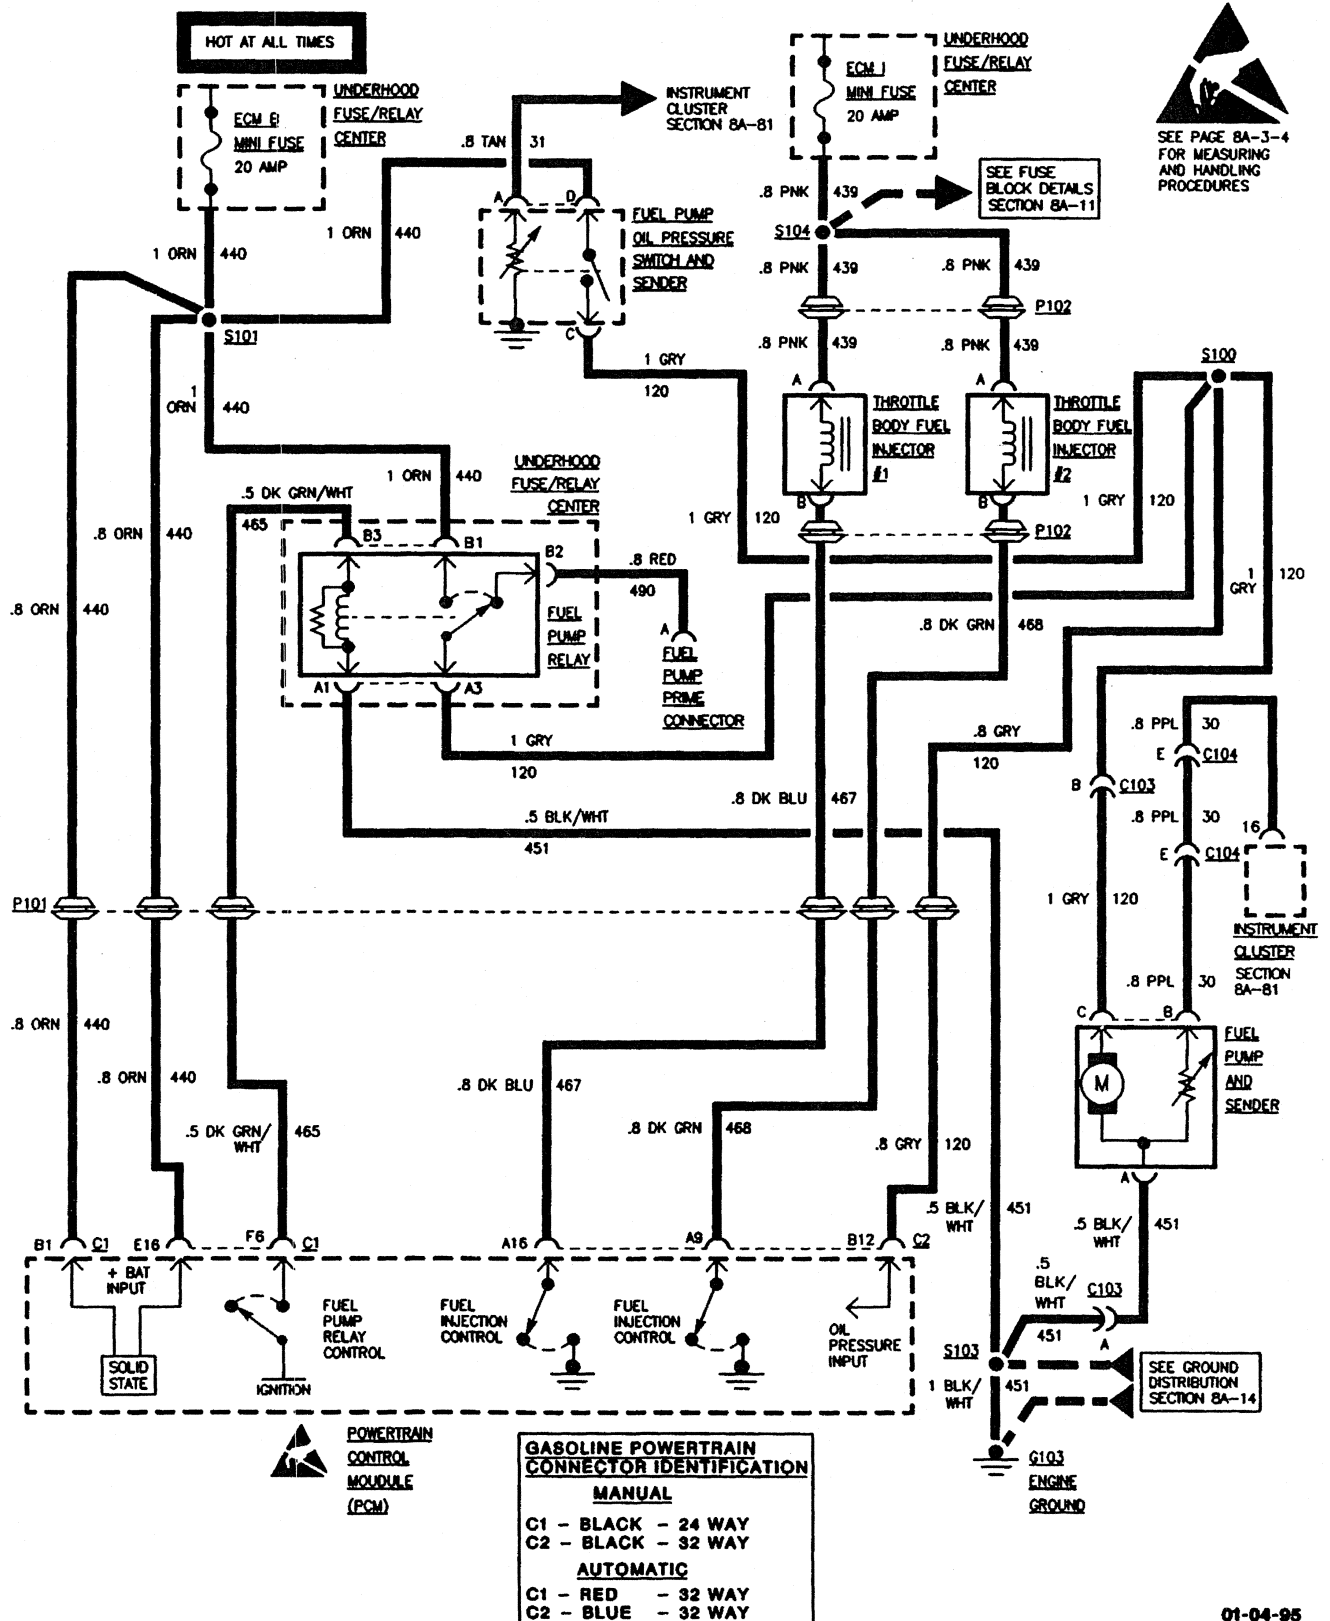 HOT AT ALL TIMES
ECM B
MINI FUSE
20 AMP
UNDERHOOD
FUSE/RELAY
CENTER
INSTRUMENT
CLUSTER
SECTION 8A-81
.8 TAN 31
ECM I
MINI FUSE
20 AMP
UNDERHOOD
FUSE/RELAY
CENTER
SEE PAGE 8A-3-4
FOR MEASURING
AND HANDLING
PROCEDURES
SEE FUSE
BLOCK DETAILS
SECTION 8A-11
.8 PNK 439
S104
A D
FUEL PUMP
OIL PRESSURE
SWITCH AND
SENDER
C
1 ORN 440
1 ORN 440
S101
.8 PNK 439
.8 PNK 439
P102
.8 PNK 439
.8 PNK 439
S100
1 GRY
120
1
ORN 440
A
THROTTLE
BODY FUEL
INJECTOR
#1
B
A
THROTTLE
BODY FUEL
INJECTOR
#2
B
1 GRY 120
UNDERHOOD
FUSE/RELAY
CENTER
1 ORN 440
.5 DK GRN/WHT
465
1 GRY 120
P102
.8 ORN 440
B3 B1
B2
.8 RED
490
FUEL
PUMP
RELAY
A
FUEL
PUMP
PRIME
CONNECTOR
1
GRY 120
.8 ORN 440
.8 DK GRN 468
A1 A3
1 GRY
120
.8 GRY
120
.8 PPL 30
E C104
B C103
.8 DK BLU 467
.5 BLK/WHT
451
.8 PPL 30
16
E C104
P101
1 GRY 120
INSTRUMENT
CLUSTER
SECTION
8A-81
.8 PPL 30
C B
FUEL
PUMP
AND
SENDER
M
A
.8 ORN 440
.8 ORN 440
.8 DK BLU 467
.5 DK GRN/
WHT 465
.8 DK GRN 468
.8 GRY 120
.5 BLK/
WHT 451
.5 BLK/
WHT 451
B1 C1 E16 F6 C1 A16 A9 B12 C2
+ BAT
INPUT
SOLID
STATE
FUEL
PUMP
RELAY
CONTROL
IGNITION
FUEL
INJECTION
CONTROL
FUEL
INJECTION
CONTROL
OIL
PRESSURE
INPUT
.5
BLK/
WHT
451
C103
A
S103
1 BLK/
WHT 451
SEE GROUND
DISTRIBUTION
SECTION 8A-14
G103
ENGINE
GROUND
POWERTRAIN
CONTROL
MOUDULE
(PCM)
GASOLINE POWERTRAIN
CONNECTOR IDENTIFICATION
MANUAL
C1 - BLACK - 24 WAY
C2 - BLACK - 32 WAY
AUTOMATIC
C1 - RED - 32 WAY
C2 - BLUE - 32 WAY
01-04-95